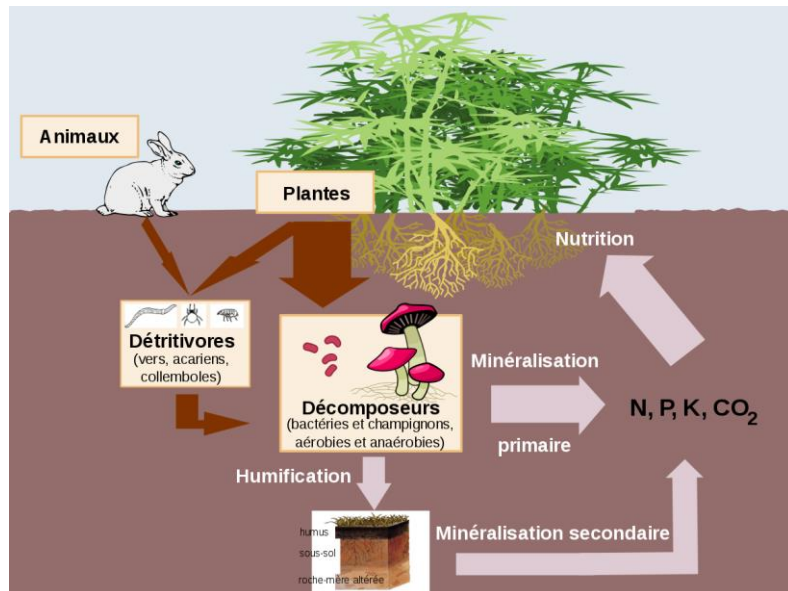 Animaux
Plantes
Nutrition
Détritivores
(vers, acariens,
collemboles)
Minéralisation
primaire
Décomposeurs
(bactéries et champignons,
aérobies et anaérobies)
N, P, K, CO₂
Humification
humus
sous-sol
roche-mère altérée
Minéralisation secondaire